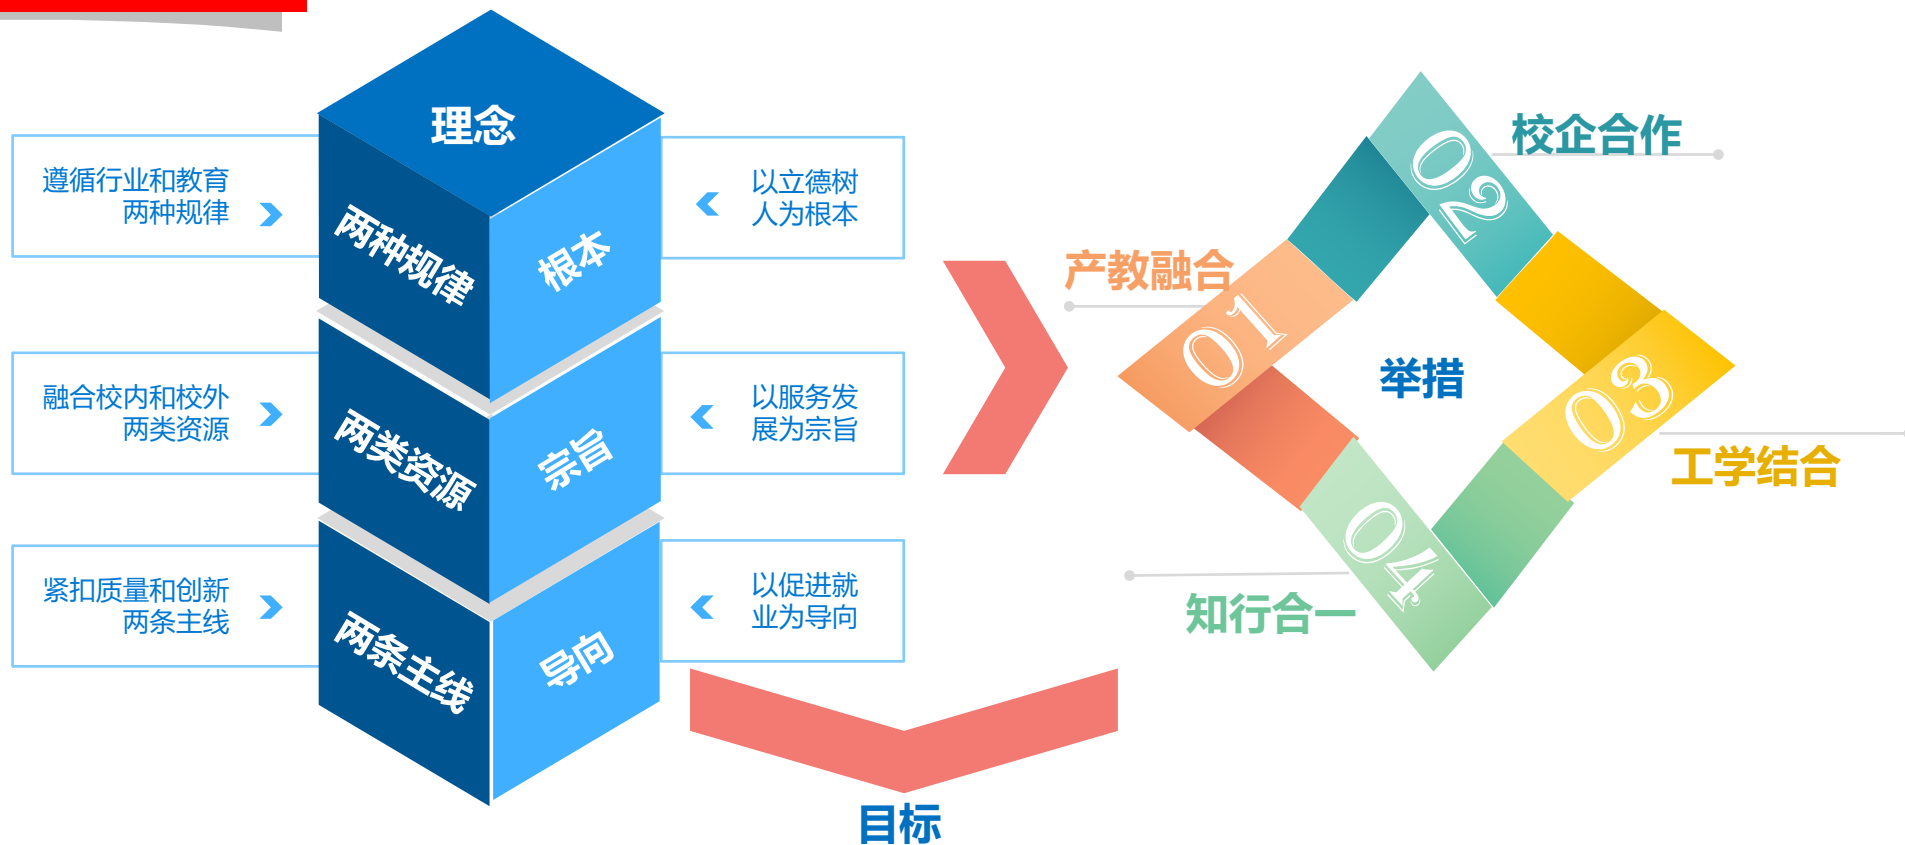 理念
遵循行业和教育
两种规律
两种规律
根本
以立德树
人为根本
融合校内和校外
两类资源
两类资源
宗旨
以服务发
展为宗旨
紧扣质量和创新
两条主线
两条主线
导向
以促进就
业为导向
目标
举措
产教融合
01
校企合作
02
03
工学结合
04
知行合一